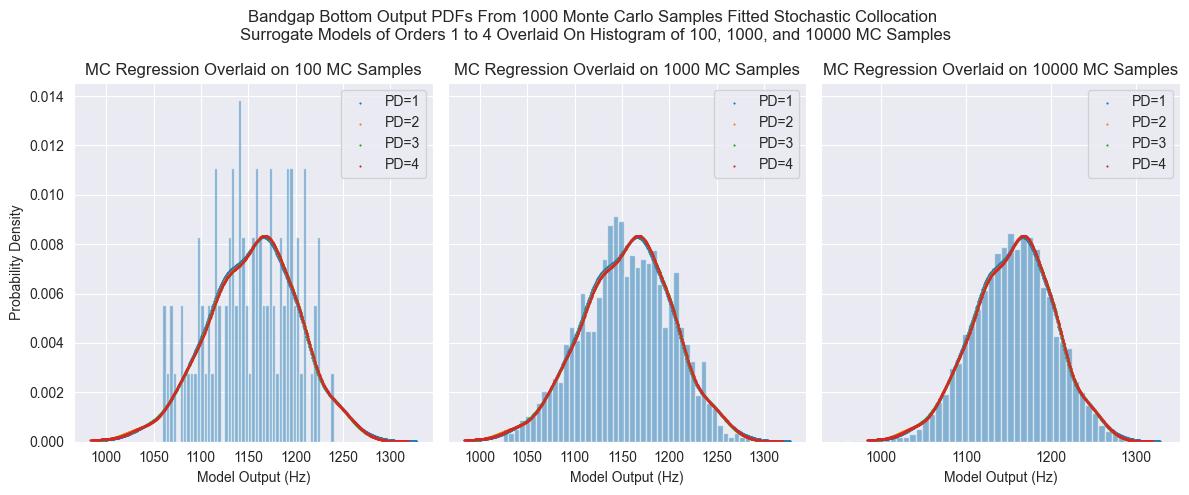 Bandgap Bottom Output PDFs From 1000 Monte Carlo Samples Fitted Stochastic Collocation
Surrogate Models of Orders 1 to 4 Overlaid On Histogram of 100, 1000, and 10000 MC Samples
MC Regression Overlaid on 100 MC Samples
MC Regression Overlaid on 1000 MC Samples
MC Regression Overlaid on 10000 MC Samples
Probability Density
0.014
0.012
0.010
0.008
0.006
0.004
0.002
0.000
PD=1
PD=2
PD=3
PD=4
PD=1
PD=2
PD=3
PD=4
PD=1
PD=2
PD=3
PD=4
1000 1050 1100 1150 1200 1250 1300
1000 1050 1100 1150 1200 1250 1300
1000 1100 1200 1300
Model Output (Hz)
Model Output (Hz)
Model Output (Hz)